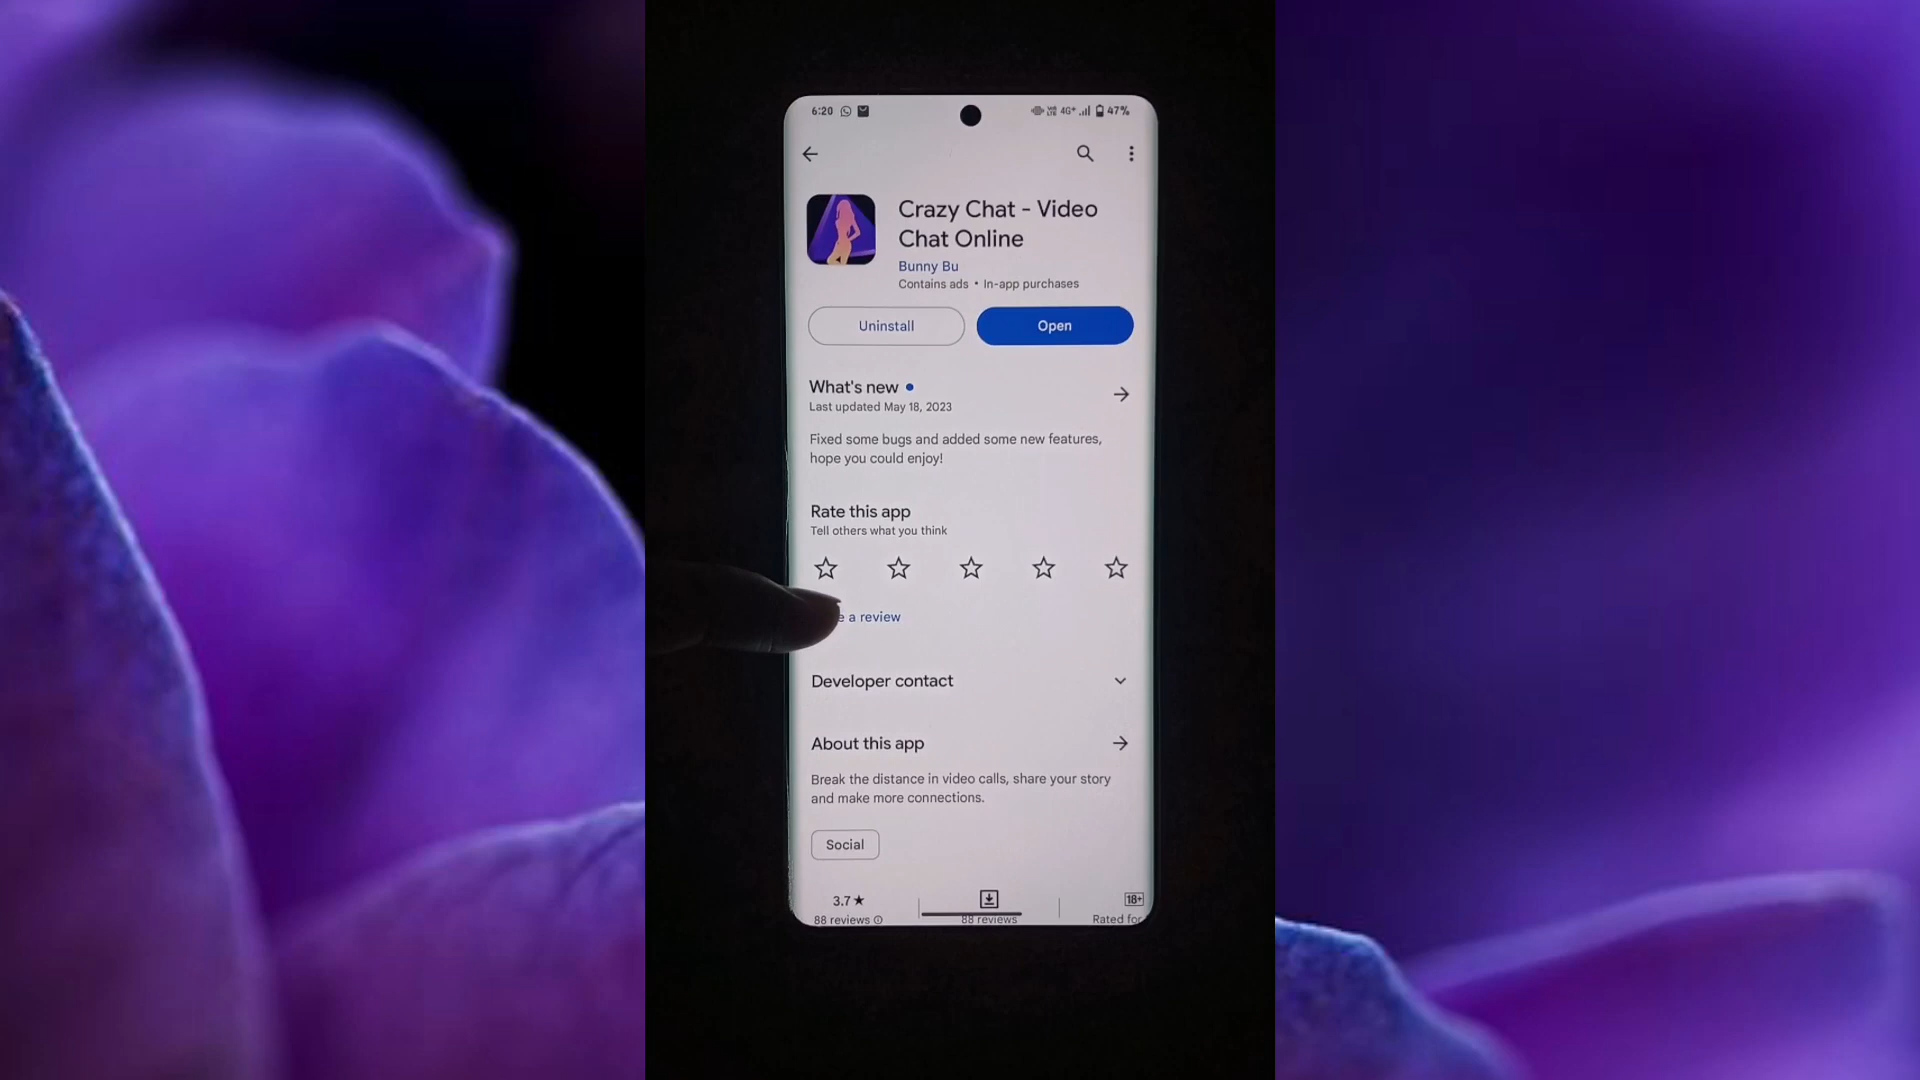 6:20 4G+ 47%
Crazy Chat - Video
Chat Online
Bunny Bu
Contains ads • In-app purchases
Uninstall
Open
What's new
Last updated May 18, 2023
Fixed some bugs and added some new features,
hope you could enjoy!
Rate this app
Tell others what you think
e a review
Developer contact
About this app
Break the distance in video calls, share your story
and make more connections.
Social
3.7★
18+
88 reviews
88 reviews
Rated for